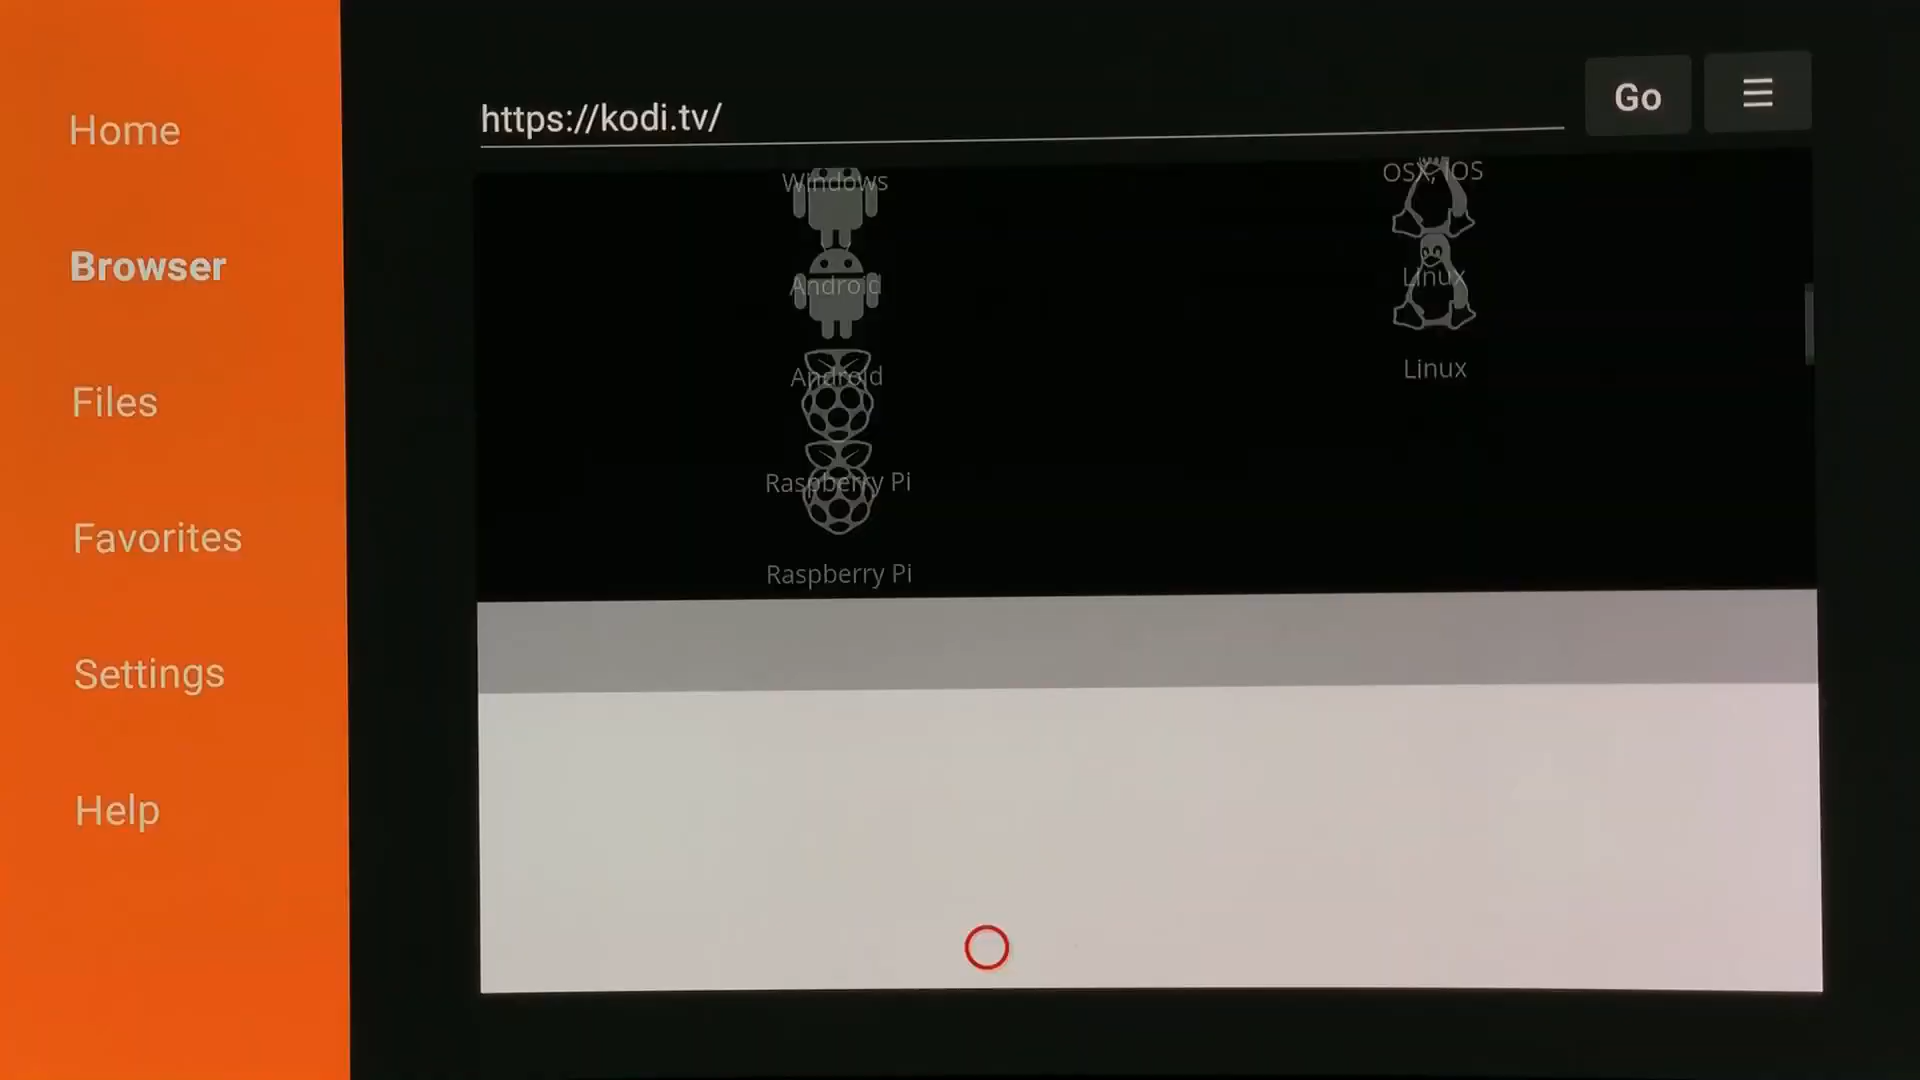 Home
Browser
Files
Favorites
Settings
Help
https://kodi.tv/
Go
Windows
OSX, iOS
Android
Linux
Android
Linux
Raspberry Pi
Raspberry Pi